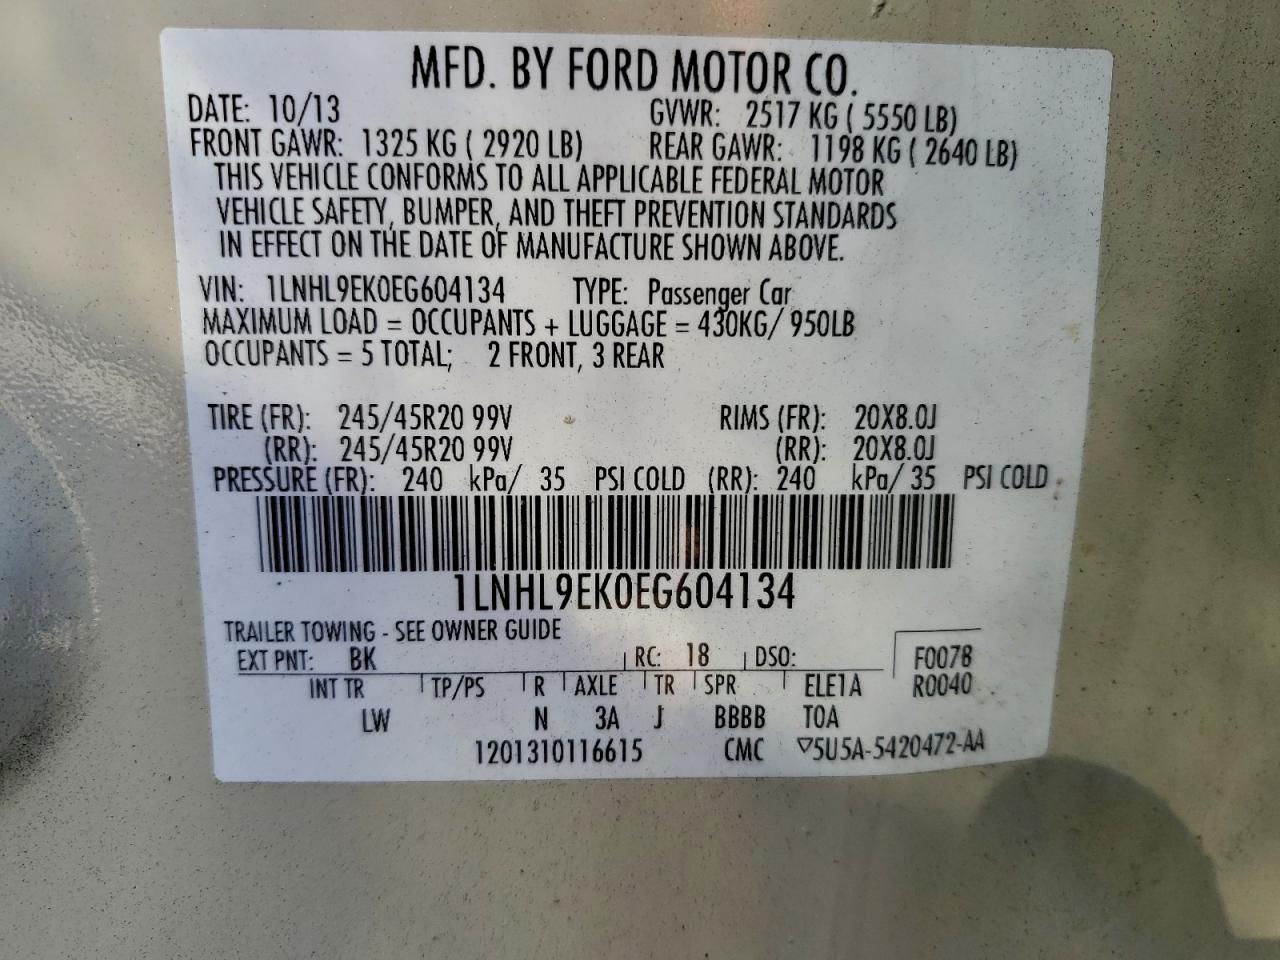 MFD. BY FORD MOTOR CO.
DATE: 10/13 GVWR: 2517 KG ( 5550 LB)
FRONT GAWR: 1325 KG ( 2920 LB) REAR GAWR: 1198 KG ( 2640 LB)
THIS VEHICLE CONFORMS TO ALL APPLICABLE FEDERAL MOTOR
VEHICLE SAFETY, BUMPER, AND THEFT PREVENTION STANDARDS
IN EFFECT ON THE DATE OF MANUFACTURE SHOWN ABOVE.
VIN: 1LNHL9EK0EG604134 TYPE: Passenger Car
MAXIMUM LOAD = OCCUPANTS + LUGGAGE = 430KG/ 950LB
OCCUPANTS = 5 TOTAL; 2 FRONT, 3 REAR
TIRE (FR): 245/45R20 99V RIMS (FR): 20X8.0J
(RR): 245/45R20 99V (RR): 20X8.0J
PRESSURE (FR): 240 kPa/ 35 PSI COLD (RR): 240 kPa/ 35 PSI COLD
1LNHL9EK0EG604134
TRAILER TOWING - SEE OWNER GUIDE
EXT PNT: BK RC: 18 DSO: F0078
INT TR TP/PS R AXLE TR SPR ELE1A R0040
LW N 3A J BBBB T0A
1201310116615 CMC ▽5U5A-5420472-AA